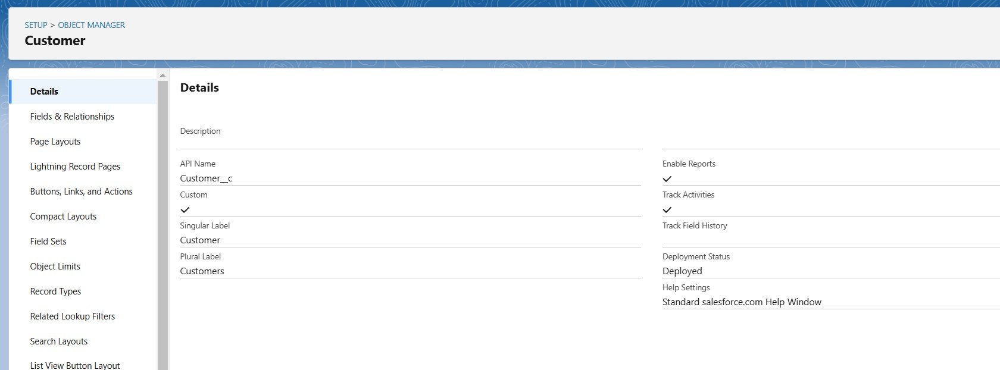 SETUP > OBJECT MANAGER
Customer
Details
Fields & Relationships
Page Layouts
Lightning Record Pages
Buttons, Links, and Actions
Compact Layouts
Field Sets
Object Limits
Record Types
Related Lookup Filters
Search Layouts
List View Button Layout
Details
Description
API Name
Customer__c
Custom
Singular Label
Customer
Plural Label
Customers
Enable Reports
Track Activities
Track Field History
Deployment Status
Deployed
Help Settings
Standard salesforce.com Help Window